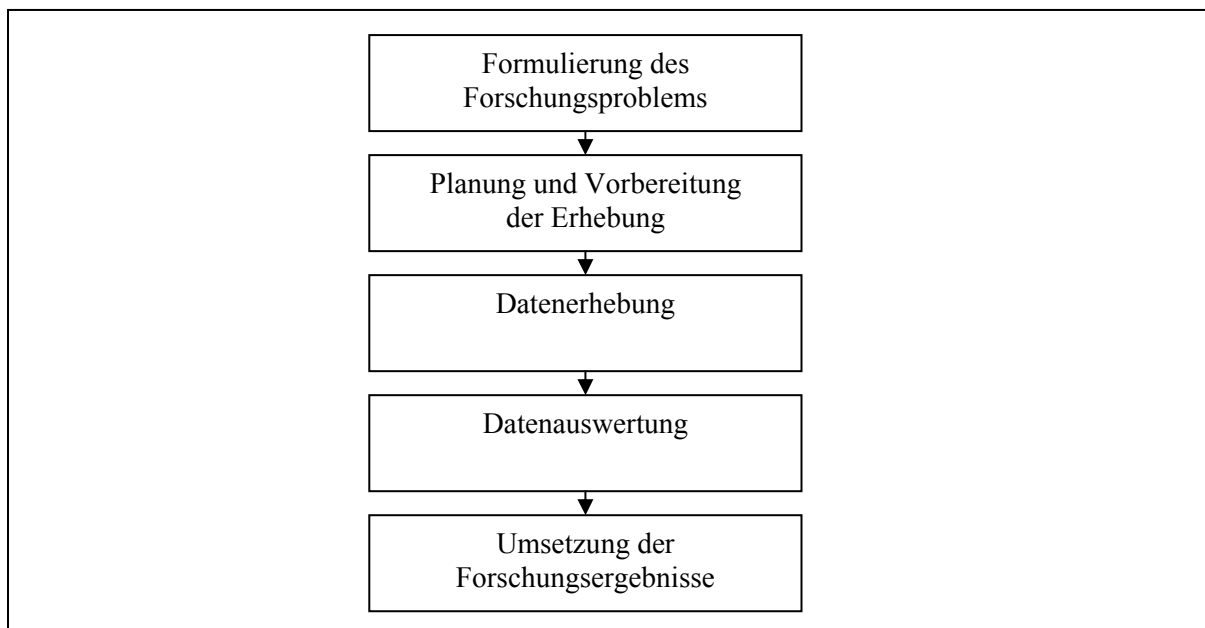 Formulierung des
Forschungsproblems
Planung und Vorbereitung
der Erhebung
Datenerhebung
Datenauswertung
Umsetzung der
Forschungsergebnisse